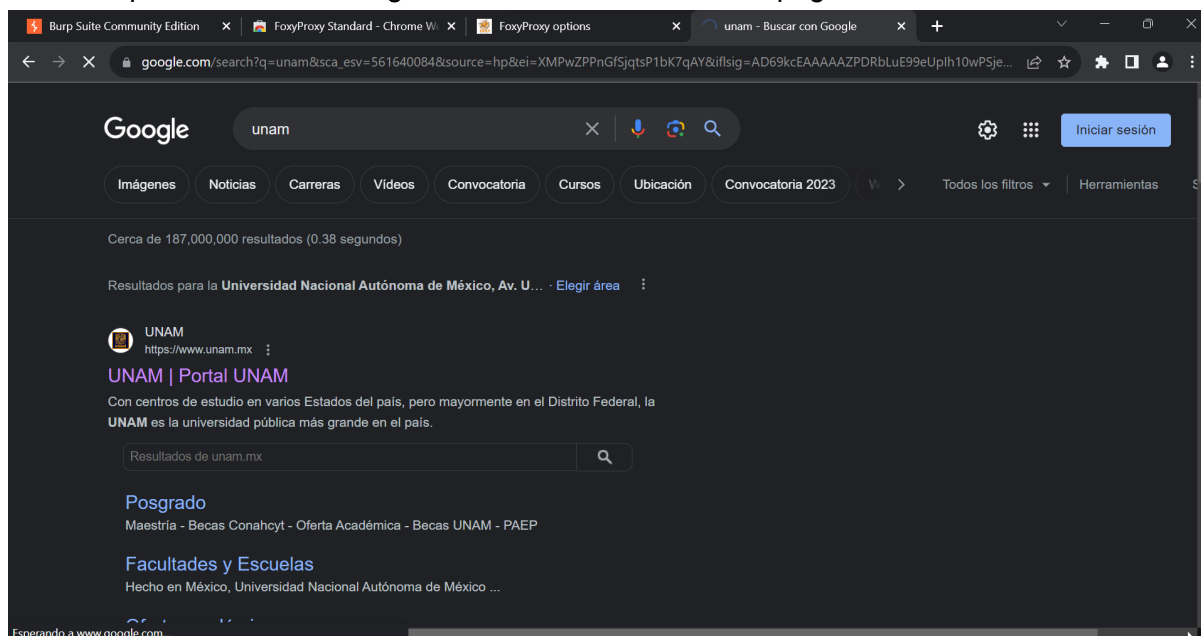 Burp Suite Community Edition
FoxyProxy Standard - Chrome W
FoxyProxy options
unam - Buscar con Google
google.com/search?q=unam&sca_esv=561640084&source=hp&ei=XMPwZPPnGfSjqtsP1bK7qAY&iflsig=AD69kcEAAAAAZPDRbLuE99eUpIh10wPSje...
Google
unam
Iniciar sesión
Imágenes
Noticias
Carreras
Vídeos
Convocatoria
Cursos
Ubicación
Convocatoria 2023
Todos los filtros
Herramientas
Cerca de 187,000,000 resultados (0.38 segundos)
Resultados para la Universidad Nacional Autónoma de México, Av. U... · Elegir área
UNAM
https://www.unam.mx
UNAM | Portal UNAM
Con centros de estudio en varios Estados del país, pero mayormente en el Distrito Federal, la
UNAM es la universidad pública más grande en el país.
Resultados de unam.mx
Posgrado
Maestría - Becas Conahcyt - Oferta Académica - Becas UNAM - PAEP
Facultades y Escuelas
Hecho en México, Universidad Nacional Autónoma de México ...
Esperando a www.google.com...